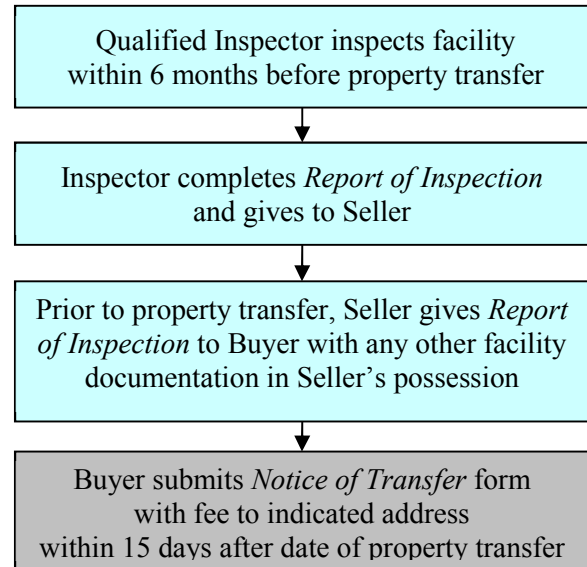 Qualified Inspector inspects facility
within 6 months before property transfer
Inspector completes Report of Inspection
and gives to Seller
Prior to property transfer, Seller gives Report
of Inspection to Buyer with any other facility
documentation in Seller’s possession
Buyer submits Notice of Transfer form
with fee to indicated address
within 15 days after date of property transfer